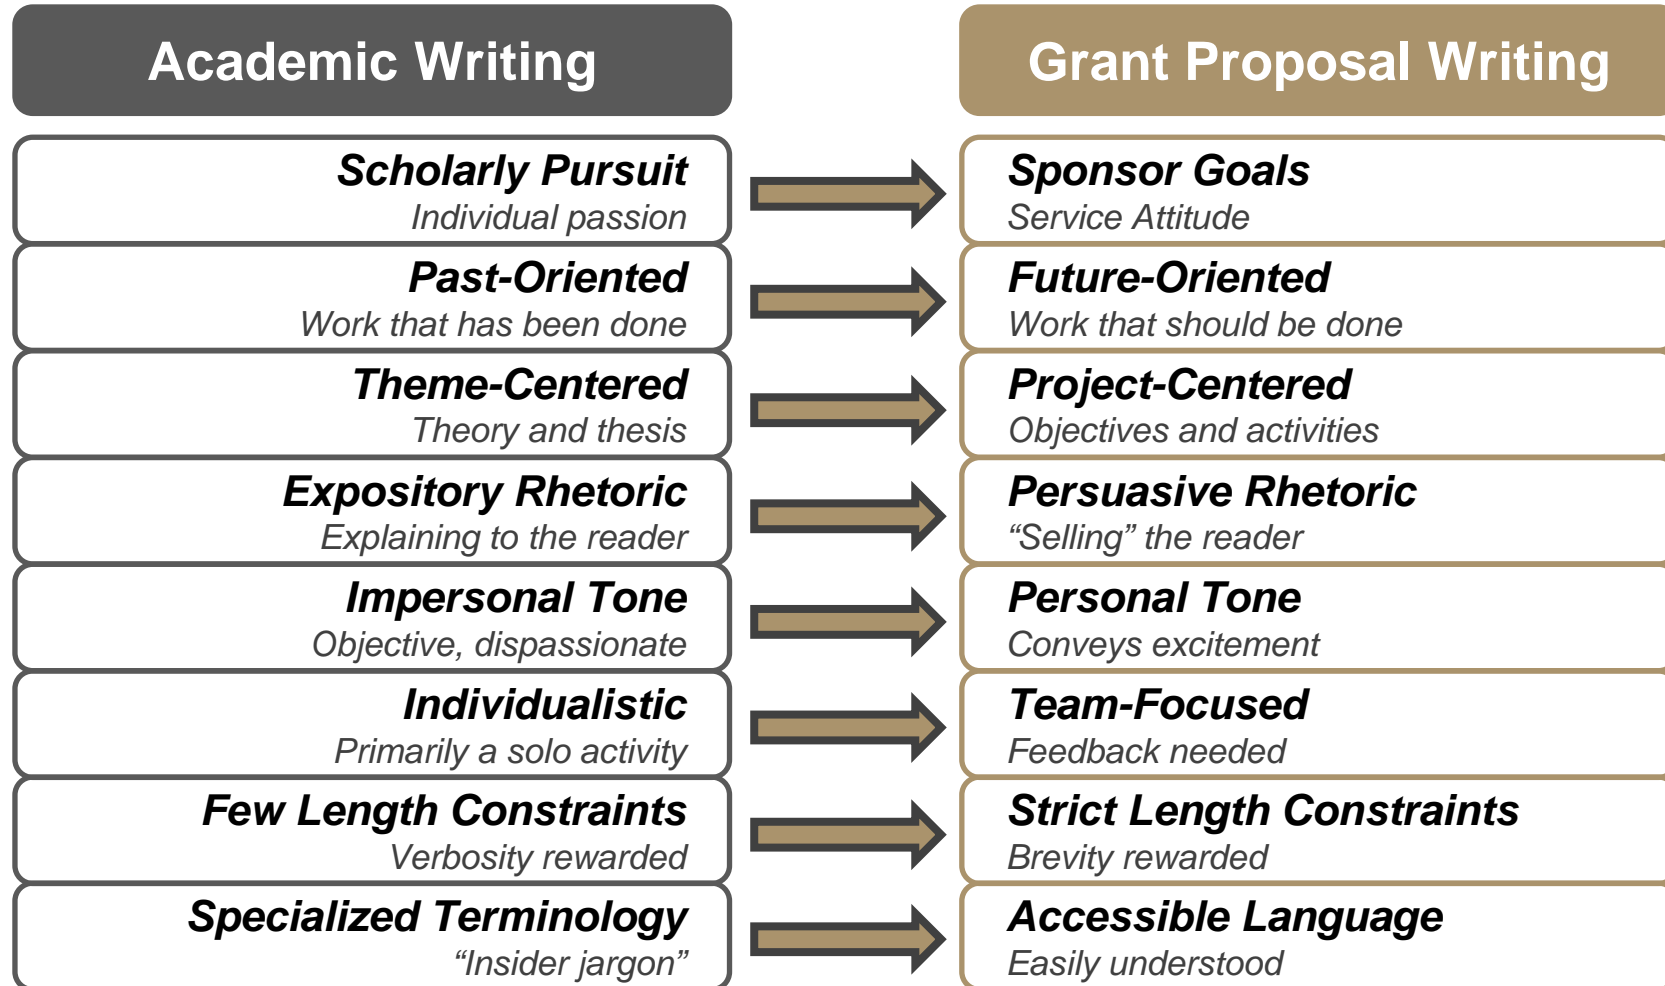 Academic Writing
Grant Proposal Writing
Scholarly Pursuit
Individual passion
Sponsor Goals
Service Attitude
Past-Oriented
Work that has been done
Future-Oriented
Work that should be done
Theme-Centered
Theory and thesis
Project-Centered
Objectives and activities
Expository Rhetoric
Explaining to the reader
Persuasive Rhetoric
“Selling” the reader
Impersonal Tone
Objective, dispassionate
Personal Tone
Conveys excitement
Individualistic
Primarily a solo activity
Team-Focused
Feedback needed
Few Length Constraints
Verbosity rewarded
Strict Length Constraints
Brevity rewarded
Specialized Terminology
“Insider jargon”
Accessible Language
Easily understood